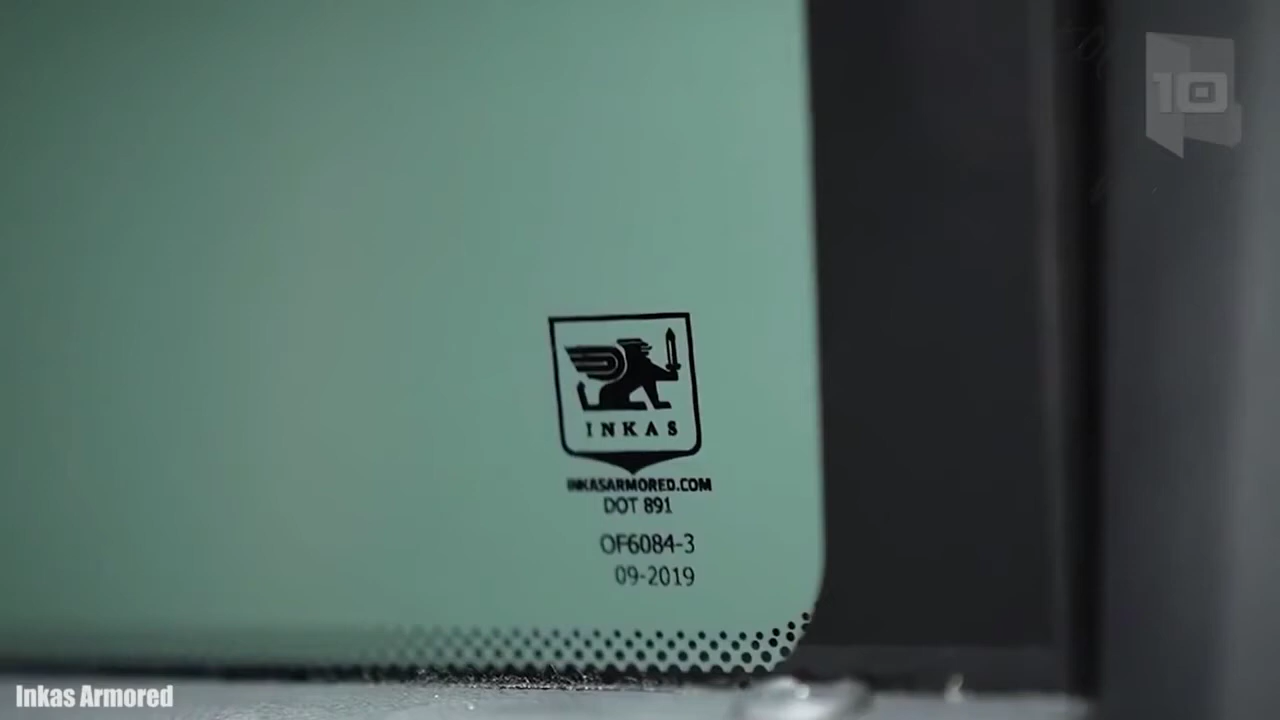 10
INKAS
INKASARMORED.COM
DOT 891
OF6084-3
09-2019
Inkas Armored